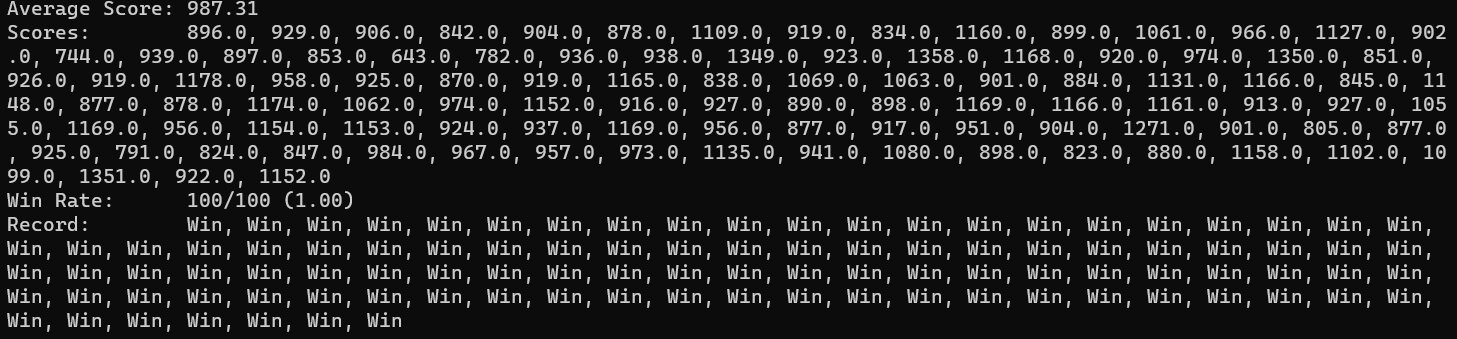 Average Score: 987.31
Scores:        896.0, 929.0, 906.0, 842.0, 904.0, 878.0, 1109.0, 919.0, 834.0, 1160.0, 899.0, 1061.0, 966.0, 1127.0, 902
.0, 744.0, 939.0, 897.0, 853.0, 643.0, 782.0, 936.0, 938.0, 1349.0, 923.0, 1358.0, 1168.0, 920.0, 974.0, 1350.0, 851.0,
926.0, 919.0, 1178.0, 958.0, 925.0, 870.0, 919.0, 1165.0, 838.0, 1069.0, 1063.0, 901.0, 884.0, 1131.0, 1166.0, 845.0, 11
48.0, 877.0, 878.0, 1174.0, 1062.0, 974.0, 1152.0, 916.0, 927.0, 890.0, 898.0, 1169.0, 1166.0, 1161.0, 913.0, 927.0, 105
5.0, 1169.0, 956.0, 1154.0, 1153.0, 924.0, 937.0, 1169.0, 956.0, 877.0, 917.0, 951.0, 904.0, 1271.0, 901.0, 805.0, 877.0
, 925.0, 791.0, 824.0, 847.0, 984.0, 967.0, 957.0, 973.0, 1135.0, 941.0, 1080.0, 898.0, 823.0, 880.0, 1158.0, 1102.0, 10
99.0, 1351.0, 922.0, 1152.0
Win Rate:      100/100 (1.00)
Record:        Win, Win, Win, Win, Win, Win, Win, Win, Win, Win, Win, Win, Win, Win, Win, Win, Win, Win, Win, Win, Win,
Win, Win, Win, Win, Win, Win, Win, Win, Win, Win, Win, Win, Win, Win, Win, Win, Win, Win, Win, Win, Win, Win, Win, Win,
Win, Win, Win, Win, Win, Win, Win, Win, Win, Win, Win, Win, Win, Win, Win, Win, Win, Win, Win, Win, Win, Win, Win, Win,
Win, Win, Win, Win, Win, Win, Win, Win, Win, Win, Win, Win, Win, Win, Win, Win, Win, Win, Win, Win, Win, Win, Win, Win,
Win, Win, Win, Win, Win, Win, Win